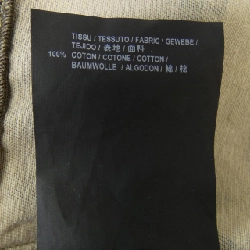 TISSU / TESSUTO / FABRIC / GEWEBE /
TEJIDO / 表地 / 面料
100% COTON / COTONE / COTTON /
BAUMWOLLE / ALGODON / 綿 / 棉